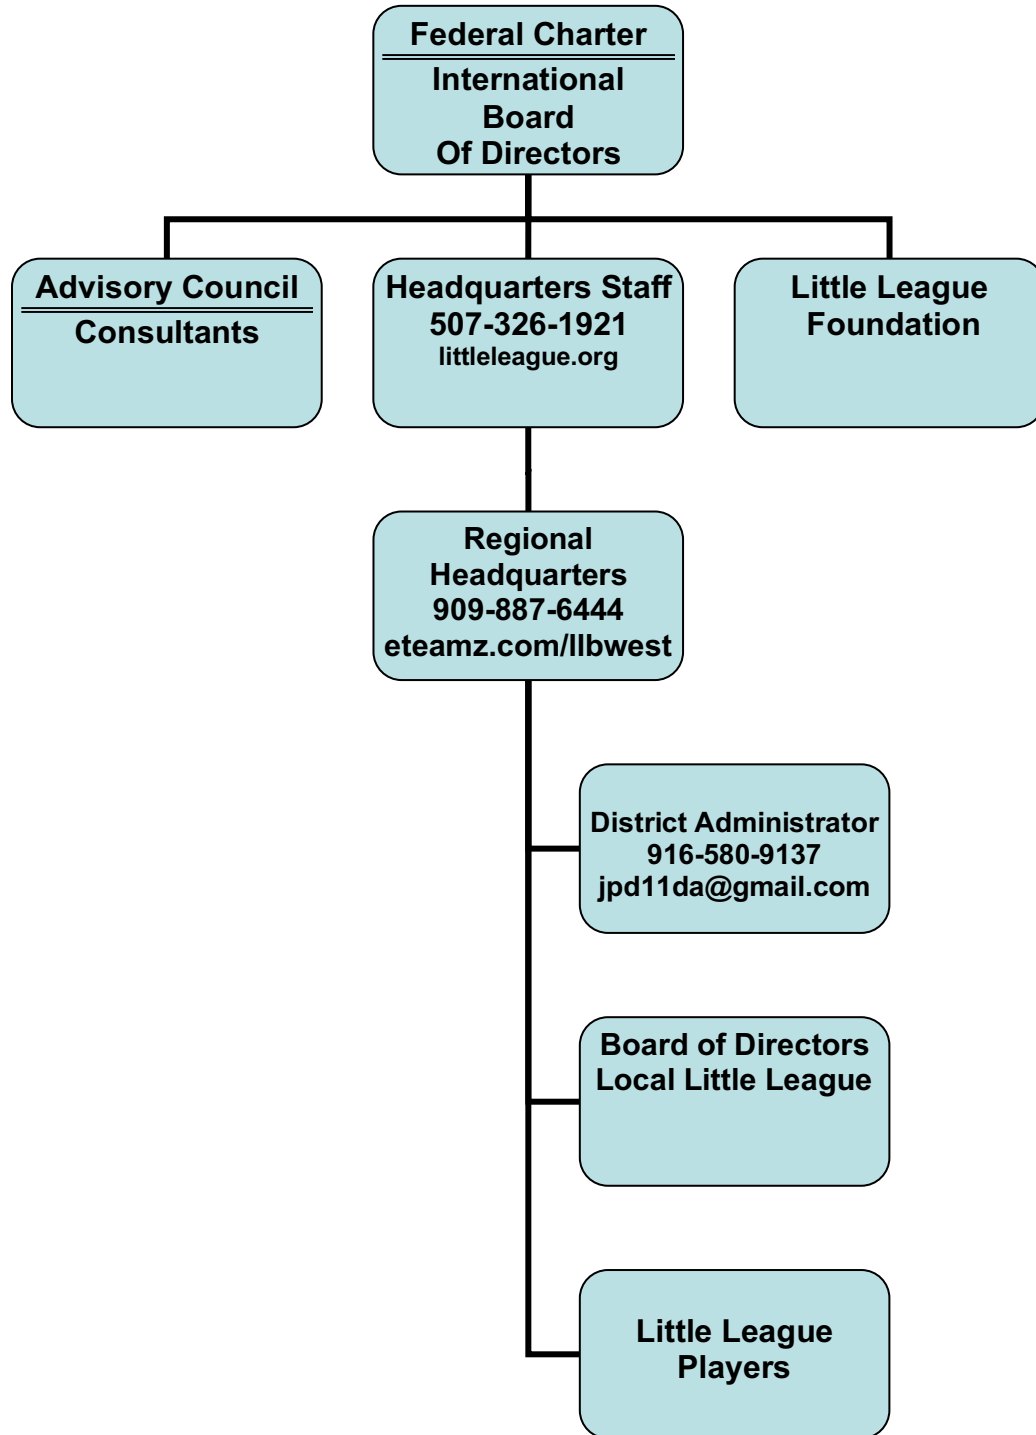 Federal Charter
International
Board
Of Directors
Advisory Council
Consultants
Headquarters Staff
507-326-1921
littleleague.org
Little League
Foundation
Regional
Headquarters
909-887-6444
eteamz.com/llbwest
District Administrator
916-580-9137
jpd11da@gmail.com
Board of Directors
Local Little League
Little League
Players